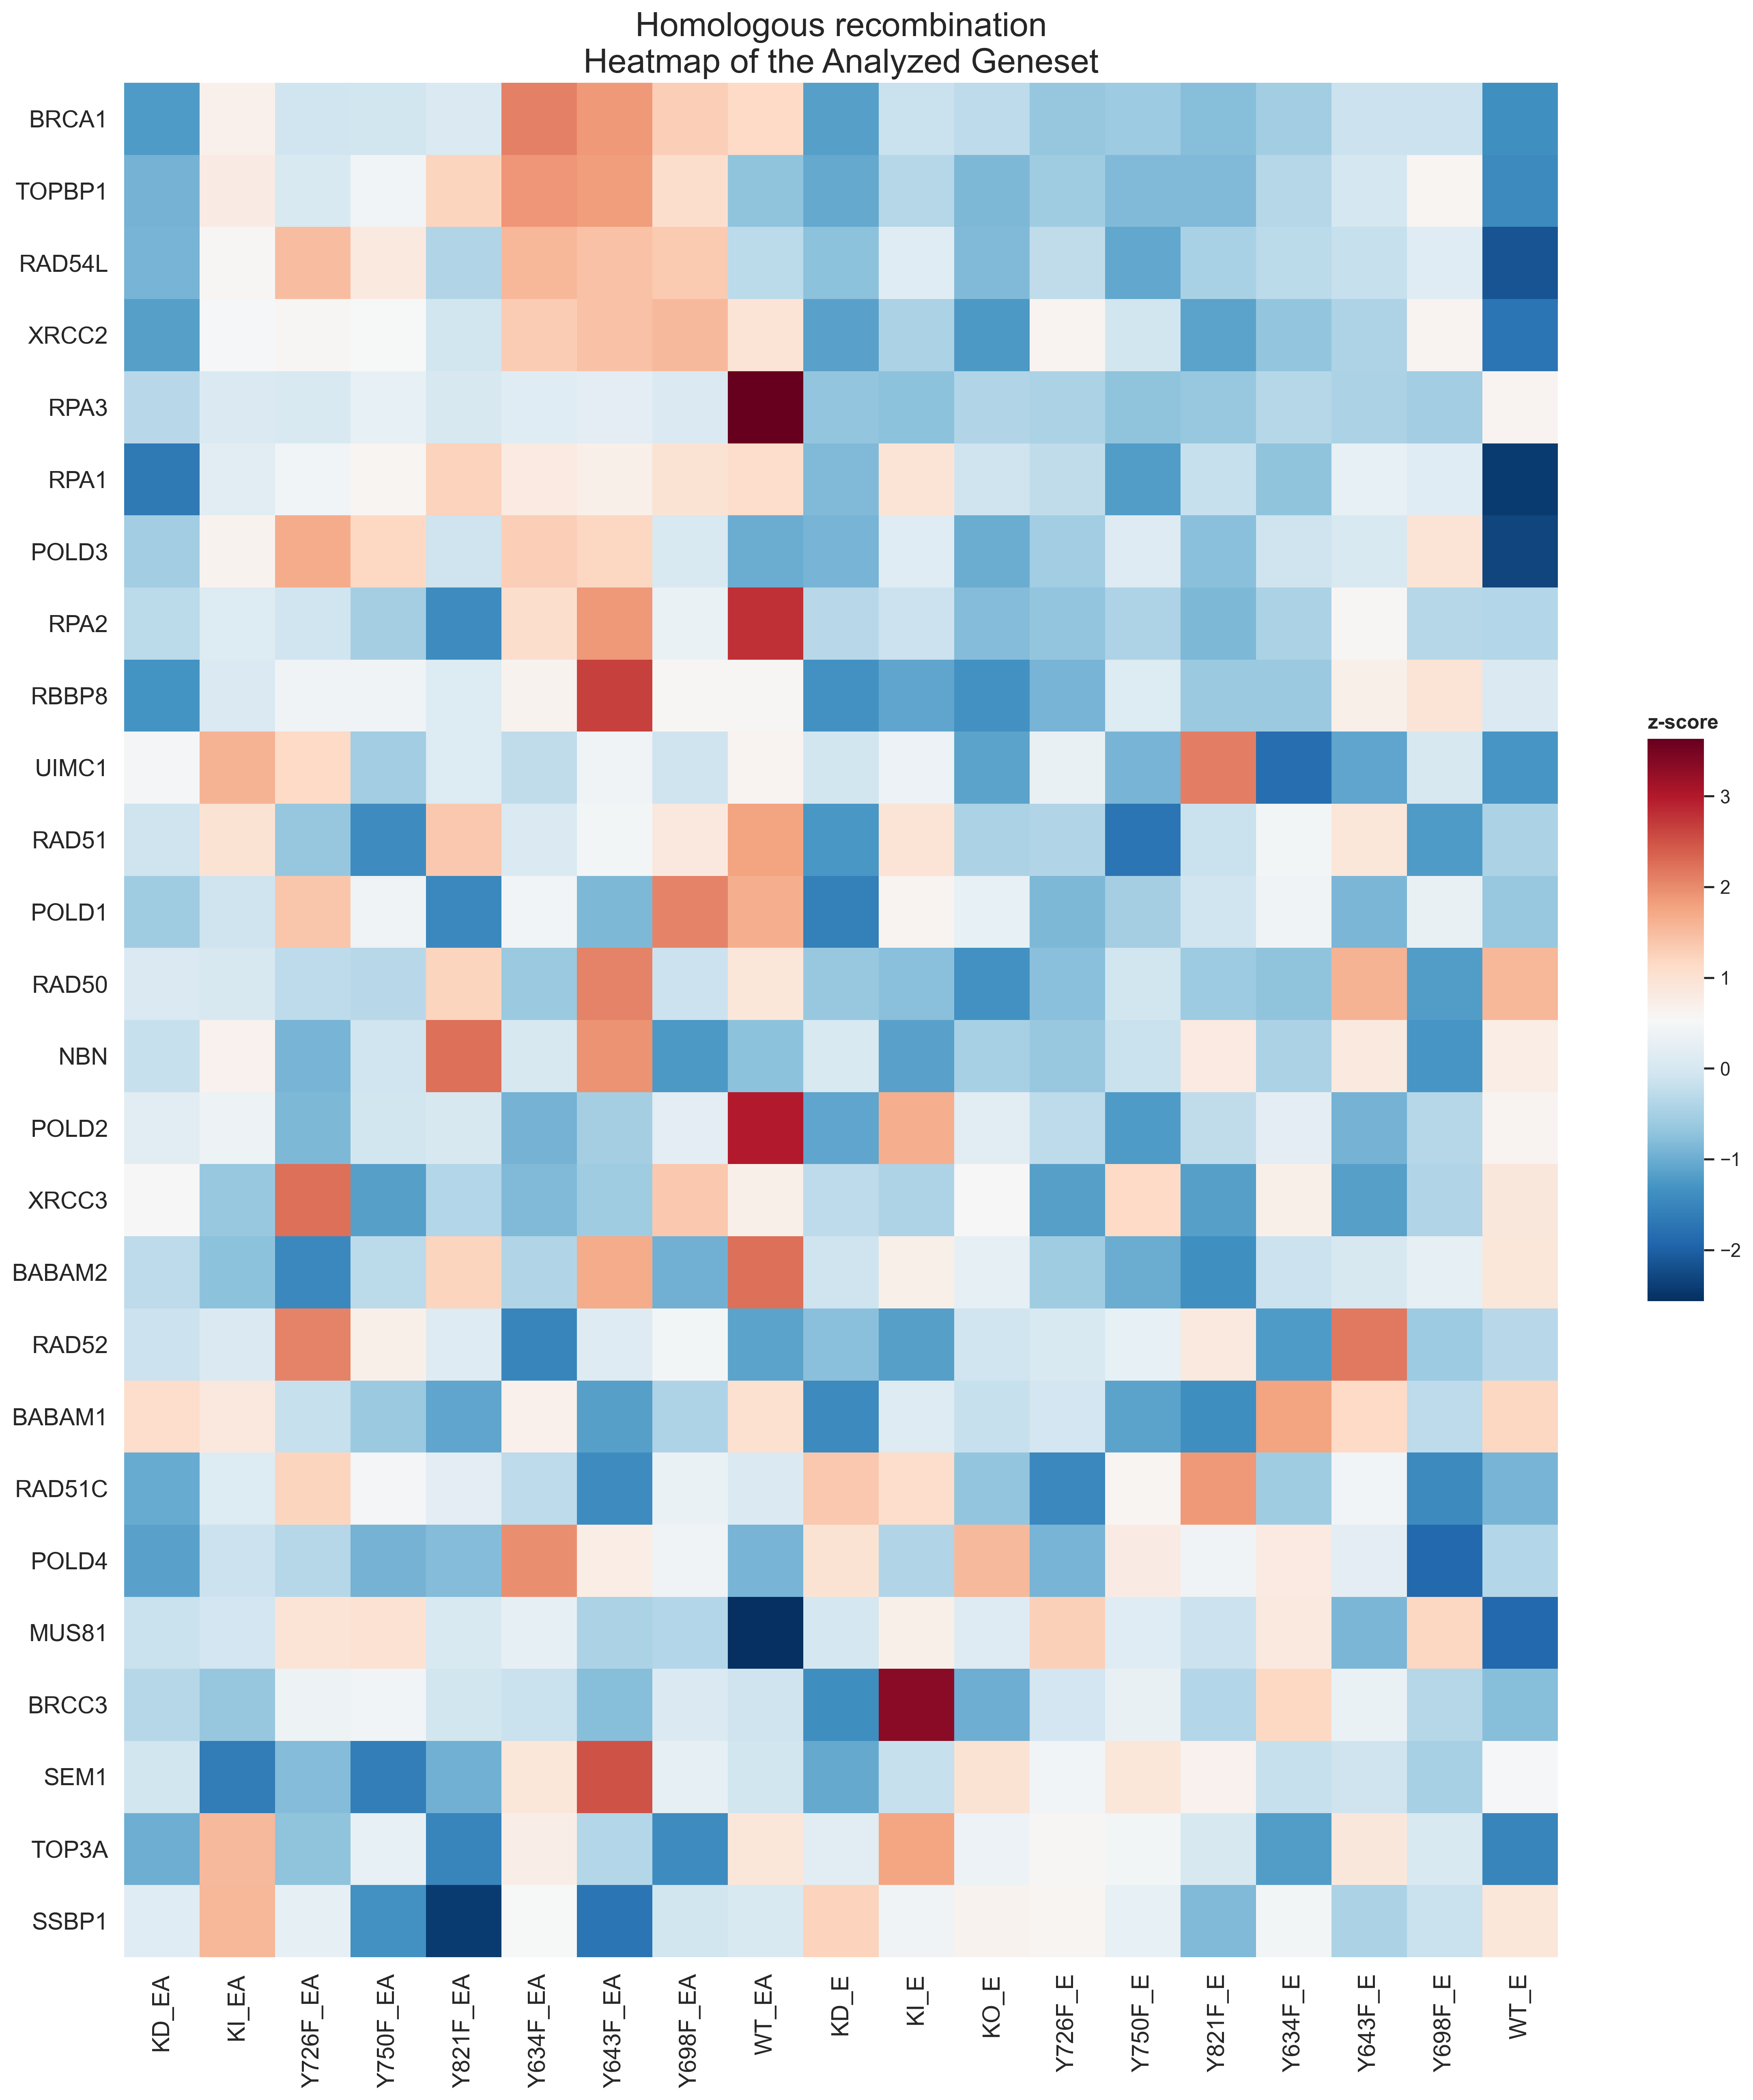 Homologous recombination
Heatmap of the Analyzed Geneset
BRCA1
TOPBP1
RAD54L
XRCC2
RPA3
RPA1
POLD3
RPA2
RBBP8
UIMC1
RAD51
POLD1
RAD50
NBN
POLD2
XRCC3
BABAM2
RAD52
BABAM1
RAD51C
POLD4
MUS81
BRCC3
SEM1
TOP3A
SSBP1
KD_EA
KI_EA
Y726F_EA
Y750F_EA
Y821F_EA
Y634F_EA
Y643F_EA
Y698F_EA
WT_EA
KD_E
KI_E
KO_E
Y726F_E
Y750F_E
Y821F_E
Y634F_E
Y643F_E
Y698F_E
WT_E
z-score
3
2
1
0
−1
−2